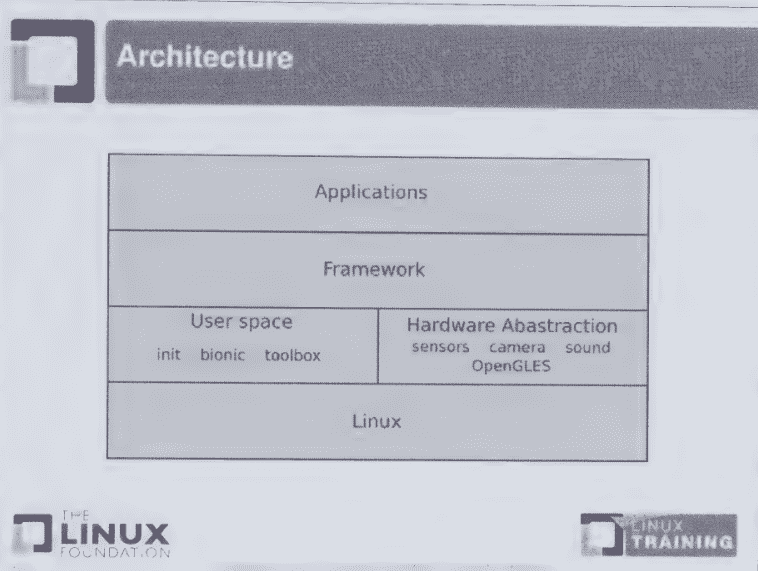 Architecture
Applications
Framework
User space
init bionic toolbox
Hardware Abastraction
sensors camera sound
OpenGLES
Linux
THE
LINUX
FOUNDATION
LINUX
TRAINING